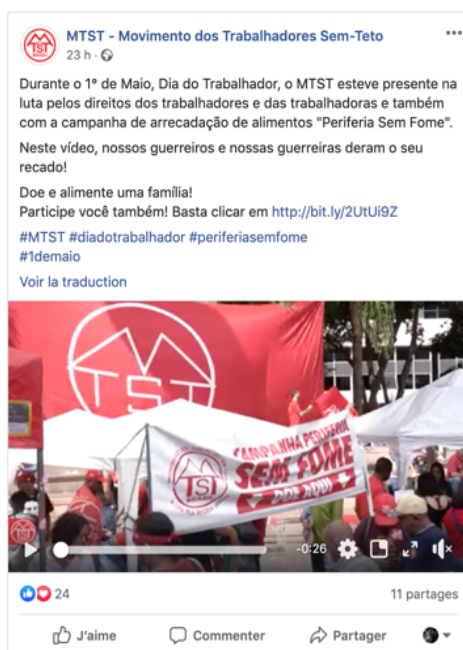 MTST - Movimento dos Trabalhadores Sem-Teto
23 h ·
Durante o 1º de Maio, Dia do Trabalhador, o MTST esteve presente na
luta pelos direitos dos trabalhadores e das trabalhadoras e também
com a campanha de arrecadação de alimentos "Periferia Sem Fome".
Neste vídeo, nossos guerreiros e nossas guerreiras deram o seu
recado!
Doe e alimente uma família!
Participe você também! Basta clicar em http://bit.ly/2UtUi9Z
#MTST #diadotrabalhador #periferiasemfome
#1demaio
Voir la traduction
TST
CAMPANHA PERIFERIA
SEM FOME
DOE AQUI
TST
-0:26
24
11 partages
J'aime
Commenter
Partager